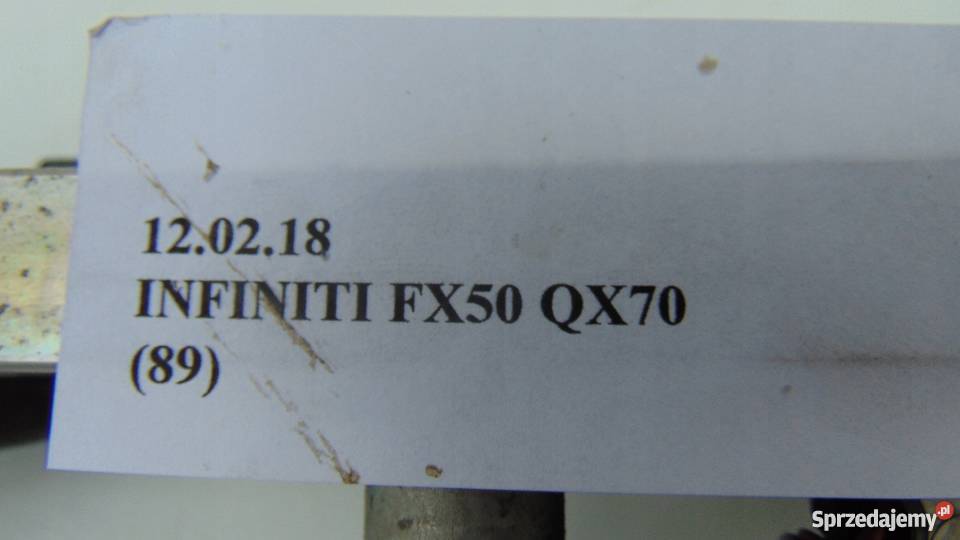 12.02.18
INFINITI FX50 QX70
(89)
Sprzedajemy.pl